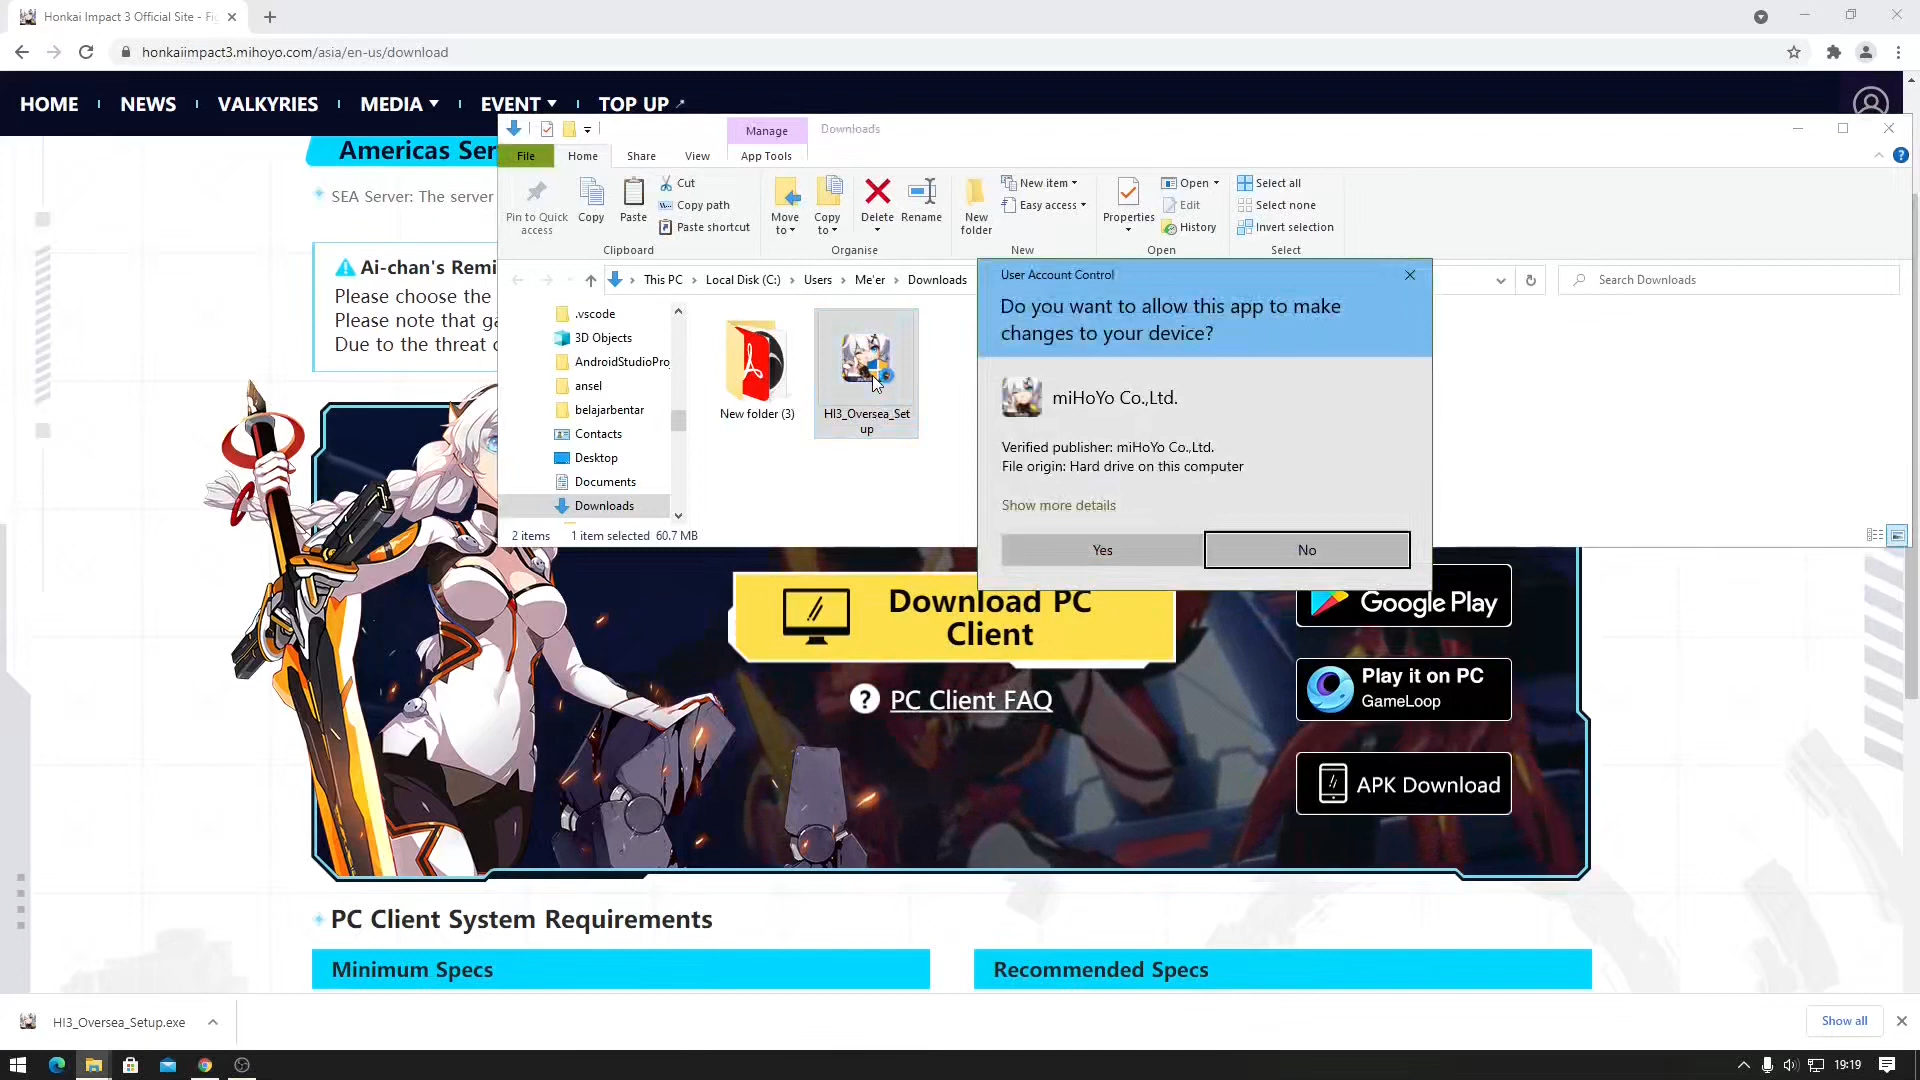 Honkai Impact 3 Official Site - Fi
honkaiimpact3.mihoyo.com/asia/en-us/download
HOME
NEWS
VALKYRIES
MEDIA
EVENT
TOP UP
Americas Ser
SEA Server: The server
Ai-chan's Remi
Please choose the
Please note that ga
Due to the threat o
Manage
Downloads
File
Home
Share
View
App Tools
Pin to Quick access
Copy
Paste
Cut
Copy path
Paste shortcut
Clipboard
Move to
Copy to
Delete
Rename
Organise
New folder
New item
Easy access
New
Properties
Open
Edit
History
Open
Select all
Select none
Invert selection
Select
This PC
Local Disk (C:)
Users
Me'er
Downloads
Search Downloads
.vscode
3D Objects
AndroidStudioPro
ansel
belajarbentar
Contacts
Desktop
Documents
Downloads
New folder (3)
HI3_Oversea_Set
up
2 items
1 item selected 60.7 MB
User Account Control
Do you want to allow this app to make
changes to your device?
miHoYo Co.,Ltd.
Verified publisher: miHoYo Co.,Ltd.
File origin: Hard drive on this computer
Show more details
Yes
No
Download PC
Client
PC Client FAQ
Google Play
Play it on PC
GameLoop
APK Download
PC Client System Requirements
Minimum Specs
Recommended Specs
HI3_Oversea_Setup.exe
Show all
19:19